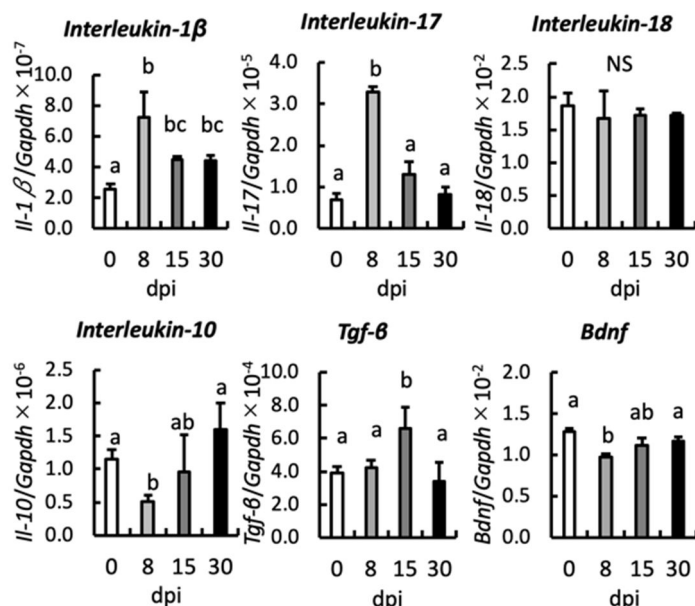 Interleukin-1β
Il-1β/Gapdh × 10-7
10.0
8.0
6.0
4.0
2.0
0.0
a
b
bc
bc
0 8 15 30
dpi
Interleukin-17
Il-17/Gapdh × 10-5
4.0
3.0
2.0
1.0
0.0
a
b
a
a
0 8 15 30
dpi
Interleukin-18
Il-18/Gapdh × 10-2
2.5
2.0
1.5
1.0
0.5
0.0
NS
0 8 15 30
dpi
Interleukin-10
Il-10/Gapdh × 10-6
2.5
2.0
1.5
1.0
0.5
0.0
a
b
ab
a
0 8 15 30
dpi
Tgf-β
Tgf-β/Gapdh × 10-4
10.0
8.0
6.0
4.0
2.0
0.0
a
a
b
a
0 8 15 30
dpi
Bdnf
Bdnf/Gapdh × 10-2
2.0
1.5
1.0
0.5
0.0
a
b
ab
a
0 8 15 30
dpi